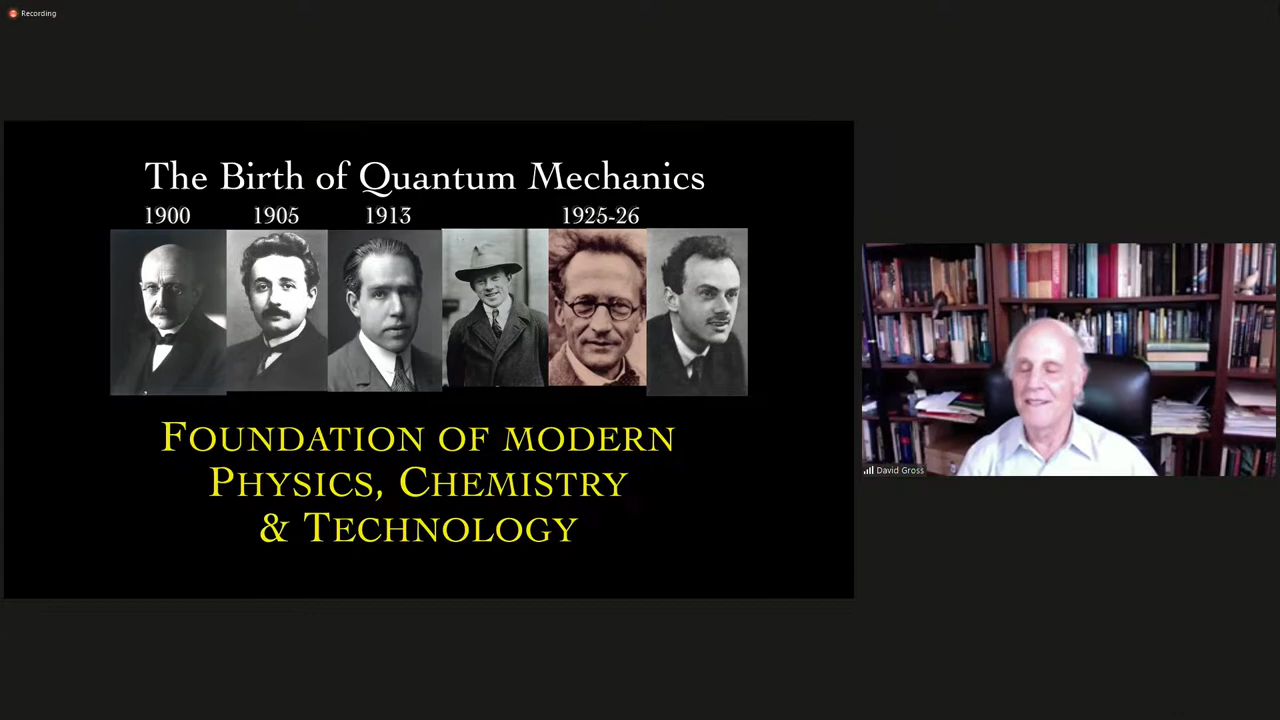 Recording
The Birth of Quantum Mechanics
1900 1905 1913 1925-26
FOUNDATION OF MODERN
PHYSICS, CHEMISTRY
& TECHNOLOGY
David Gross